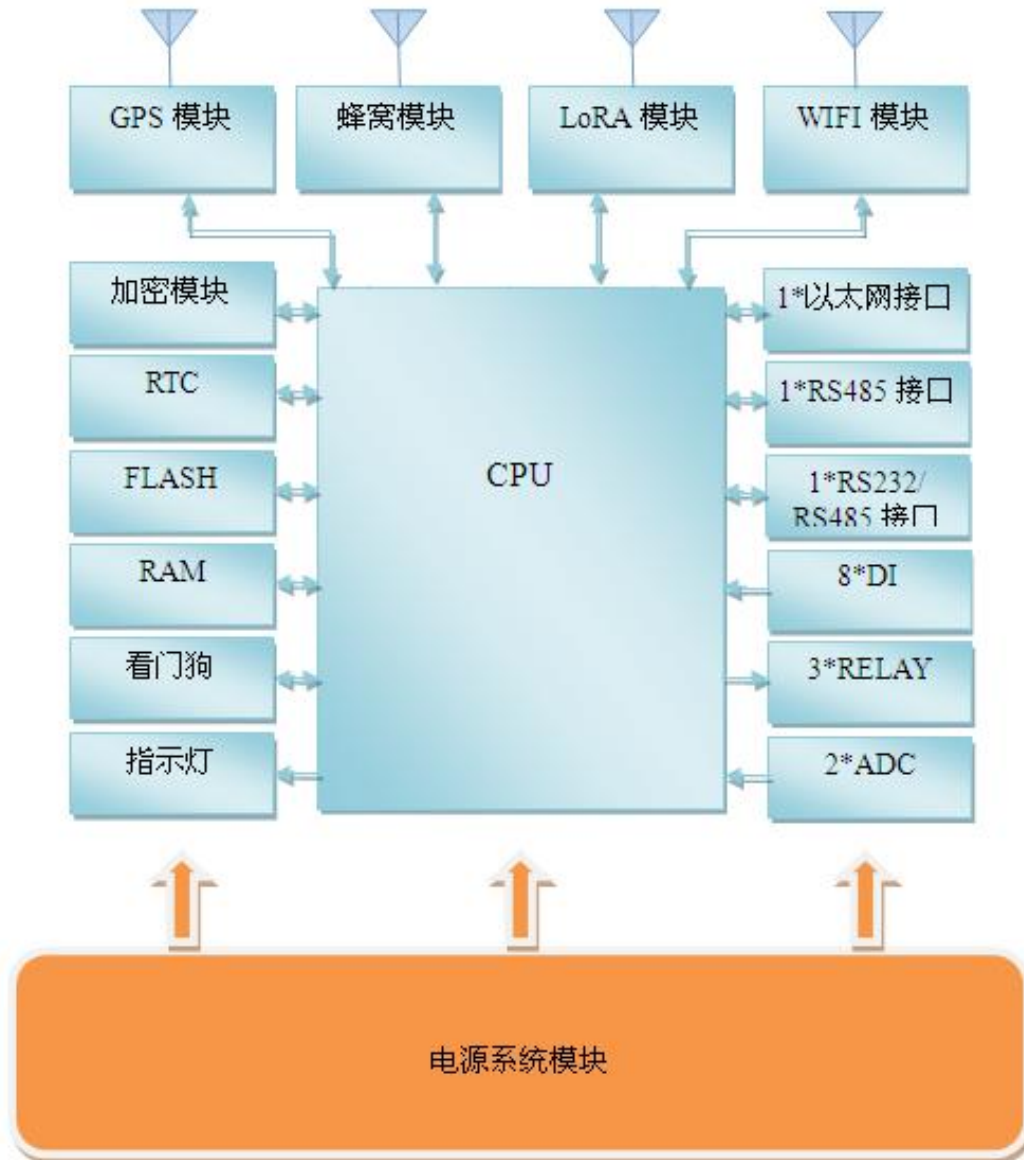 GPS 模块
蜂窝模块
LoRA 模块
WIFI 模块
加密模块
RTC
FLASH
RAM
看门狗
指示灯
CPU
1*以太网接口
1*RS485 接口
1*RS232/
RS485 接口
8*DI
3*RELAY
2*ADC
电源系统模块